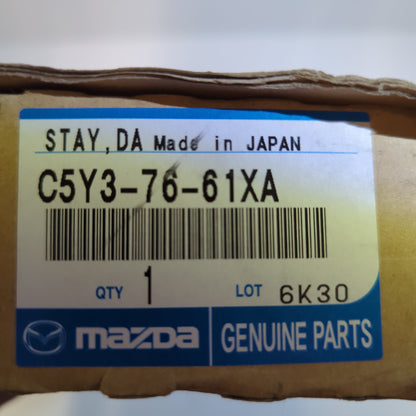 STAY,DA Made in JAPAN
C5Y3-76-61XA
QTY 1 LOT 6K30
mazda GENUINE PARTS